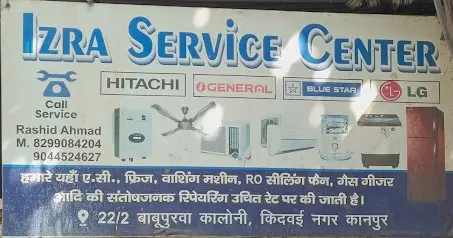 IZRA SERVICE CENTER
HITACHI GENERAL BLUE STAR LG
Call
Service
Rashid Ahmad
M. 8299084204
9044524627
हमारे यहाँ ए.सी., फ्रिज, वाशिंग मशीन, RO सीलिंग फैन, गैस गीजर
आदि की संतोषजनक रिपेयरिंग उचित रेट पर की जाती है।
22/2 बाबूपुरवा कालोनी, किदवई नगर कानपुर